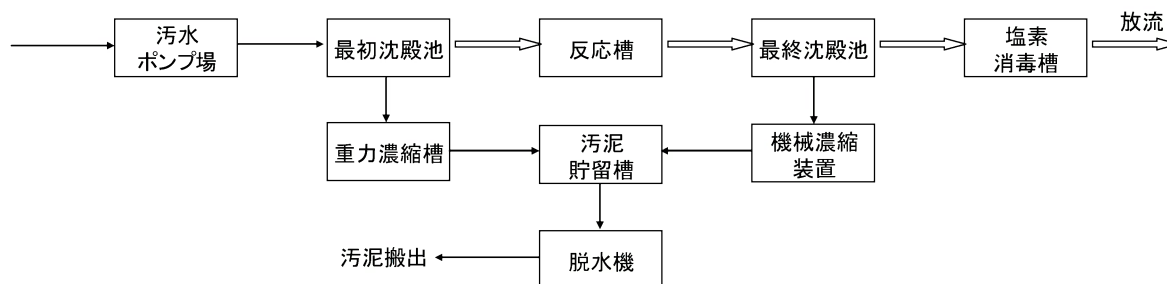 汚水
ポンプ場
最初沈殿池
反応槽
最終沈殿池
塩素
消毒槽
放流
重力濃縮槽
汚泥
貯留槽
機械濃縮
装置
汚泥搬出
脱水機